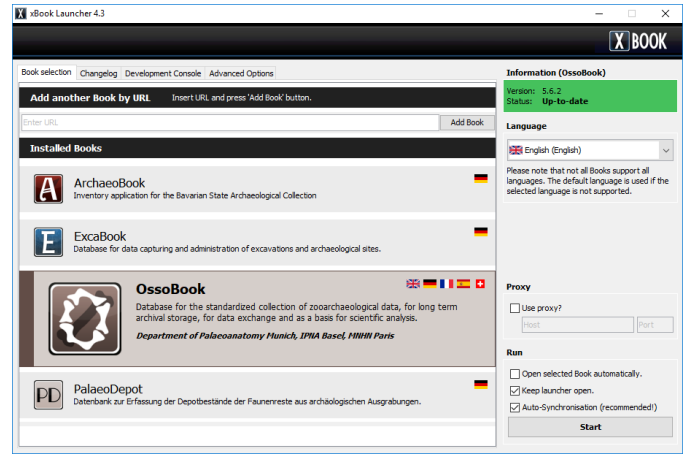 xBook Launcher 4.3
X BOOK
Book selection Changelog Development Console Advanced Options
Add another Book by URL Insert URL and press 'Add Book' button.
Enter URL Add Book
Installed Books
A ArchaeoBook
Inventory application for the Bavarian State Archaeological Collection
E ExcaBook
Database for data capturing and administration of excavations and archaeological sites.
OssoBook
Database for the standardized collection of zooarchaeological data, for long term
archival storage, for data exchange and as a basis for scientific analysis.
Department of Palaeoanatomy Munich, IPNA Basel, MNHN Paris
PD PalaeoDepot
Datenbank zur Erfassung der Depotbestände der Faunenreste aus archäologischen Ausgrabungen.
Information (OssoBook)
Version: 5.6.2
Status: Up-to-date
Language
English (English)
Please note that not all Books support all
languages. The default language is used if the
selected language is not supported.
Proxy
Use proxy?
Host Port
Run
Open selected Book automatically.
Keep launcher open.
Auto-Synchronisation (recommended!)
Start